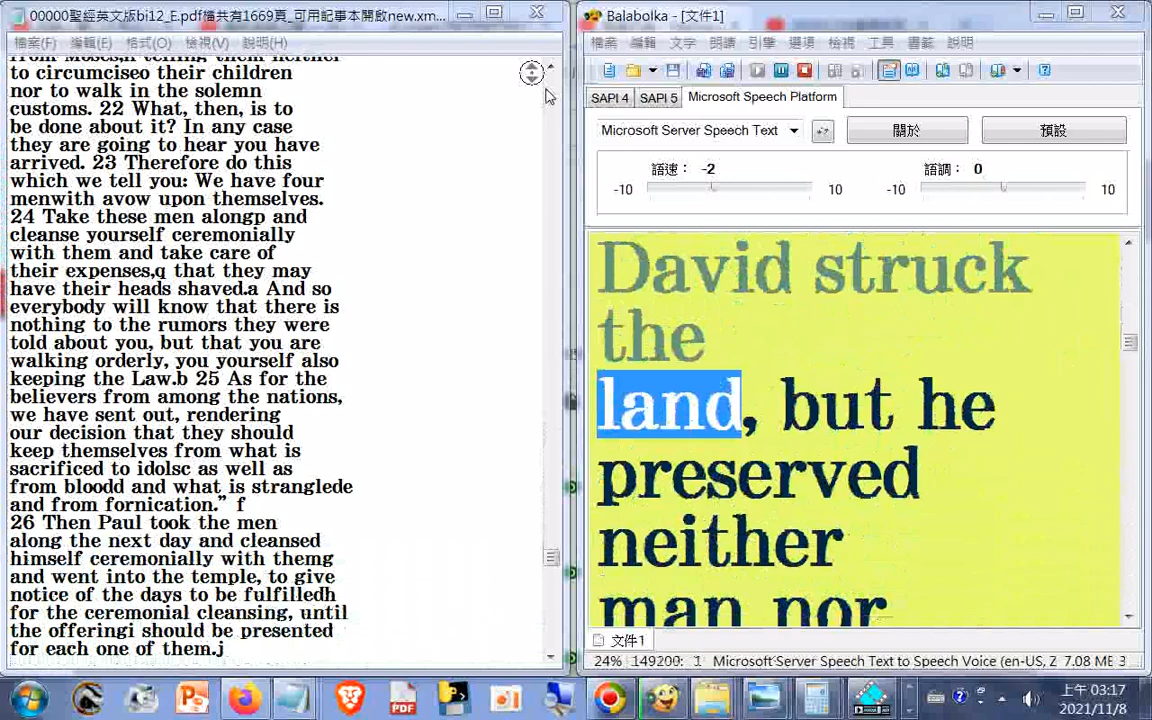 00000聖經英文版bi12_E.pdf檔共有1669頁_可用記事本開啟new.xm...
檔案(F) 編輯(E) 格式(O) 檢視(V) 說明(H)
from Moses,n telling them neither
to circumciseo their children
nor to walk in the solemn
customs. 22 What, then, is to
be done about it? In any case
they are going to hear you have
arrived. 23 Therefore do this
which we tell you: We have four
menwith avow upon themselves.
24 Take these men alongp and
cleanse yourself ceremonially
with them and take care of
their expenses,q that they may
have their heads shaved.a And so
everybody will know that there is
nothing to the rumors they were
told about you, but that you are
walking orderly, you yourself also
keeping the Law.b 25 As for the
believers from among the nations,
we have sent out, rendering
our decision that they should
keep themselves from what is
sacrificed to idolsc as well as
from bloodd and what is stranglede
and from fornication.” f
26 Then Paul took the men
along the next day and cleansed
himself ceremonially with themg
and went into the temple, to give
notice of the days to be fulfilledh
for the ceremonial cleansing, until
the offeringi should be presented
for each one of them.j
Balabolka - [文件1]
檔案 編輯 文字 朗讀 引擎 選項 檢視 工具 書籤 說明
SAPI 4 SAPI 5 Microsoft Speech Platform
Microsoft Server Speech Text 關於 預設
語速： -2 語調： 0
-10 10 -10 10
David struck
the
land, but he
preserved
neither
man nor
文件1
24% 149200: 1 Microsoft Server Speech Text to Speech Voice (en-US, Z 7.08 MB 3
PDF
上午 03:17
2021/11/8